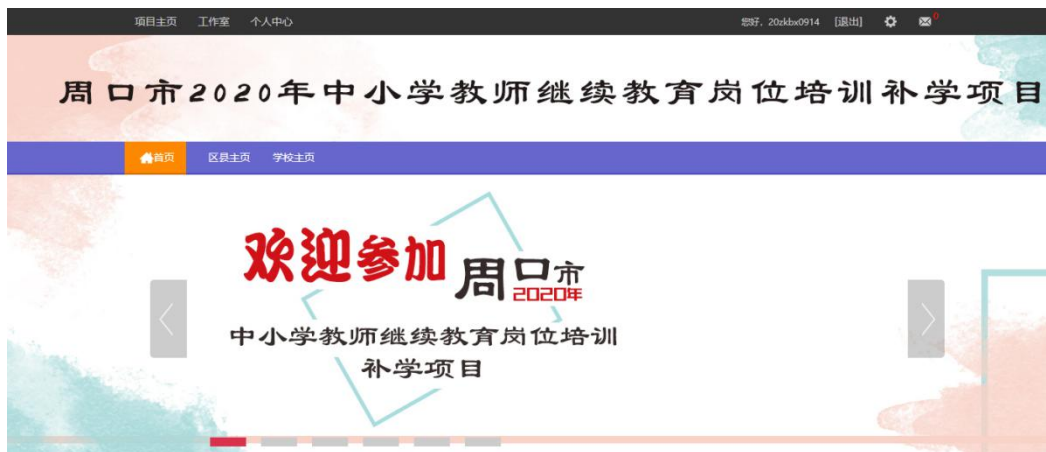 项目主页 工作室 个人中心 您好，20zkbx0914 [退出] 0
周口市2020年中小学教师继续教育岗位培训补学项目
首页 区县主页 学校主页
欢迎参加周口市
2020年
中小学教师继续教育岗位培训
补学项目